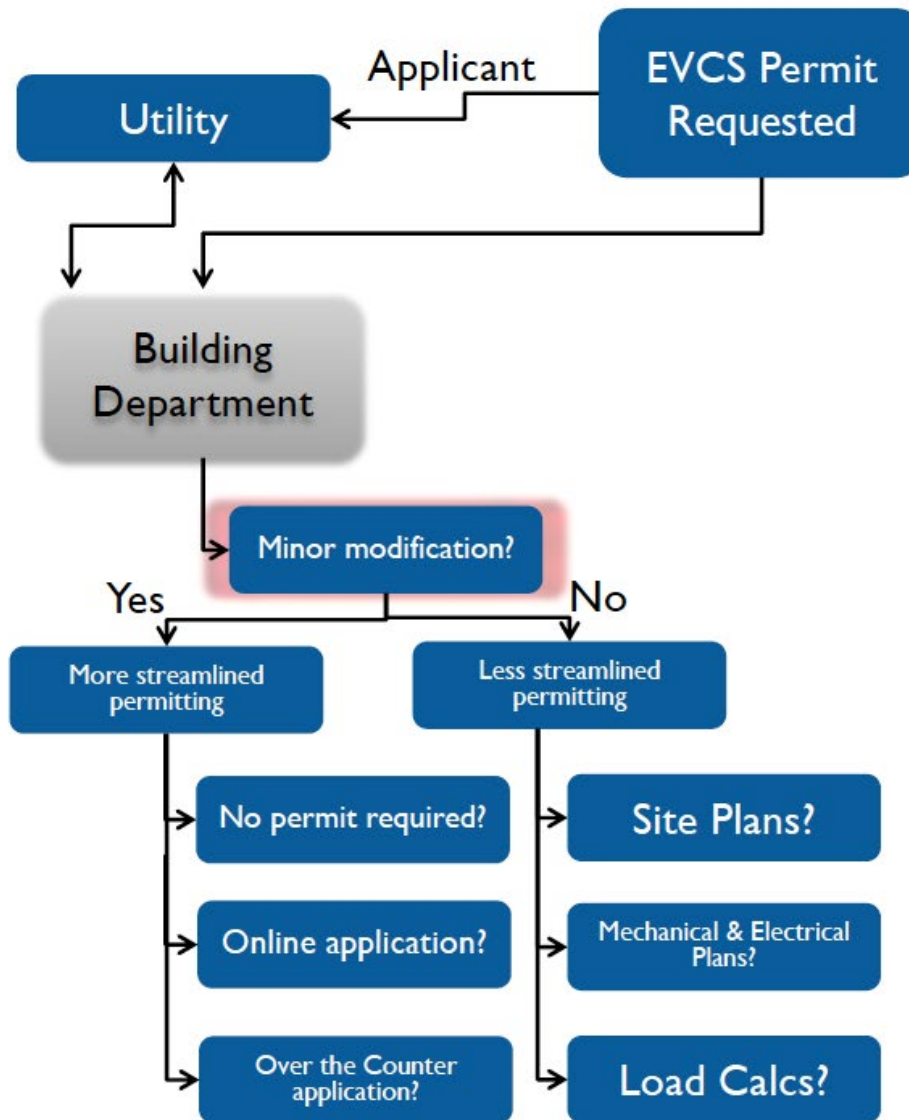 Applicant
EVCS Permit
Requested
Utility
Building
Department
Minor modification?
Yes
No
More streamlined
permitting
Less streamlined
permitting
No permit required?
Site Plans?
Online application?
Mechanical & Electrical
Plans?
Over the Counter
application?
Load Calcs?